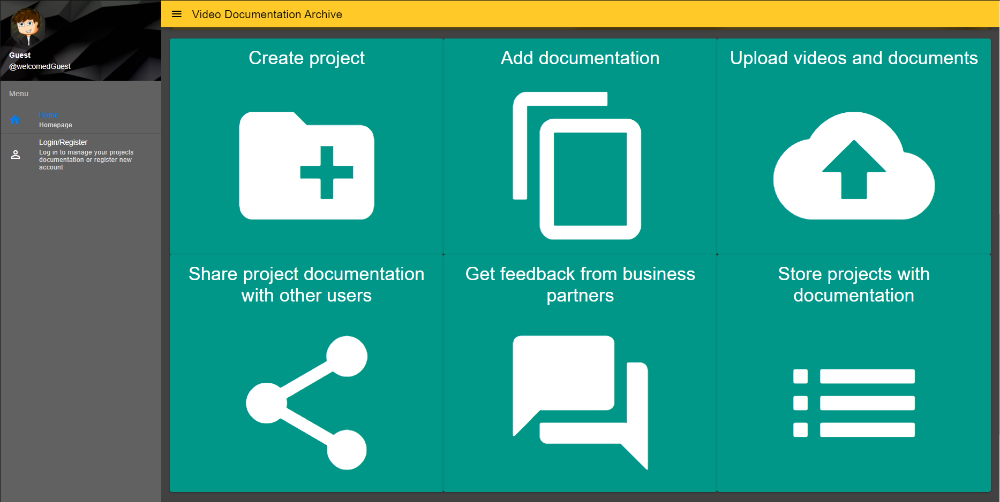 Guest
@welcomedGuest
Menu
Home
Homepage
Login/Register
Log in to manage your projects
documentation or register new
account
Video Documentation Archive
Create project
Add documentation
Upload videos and documents
Share project documentation
with other users
Get feedback from business
partners
Store projects with
documentation